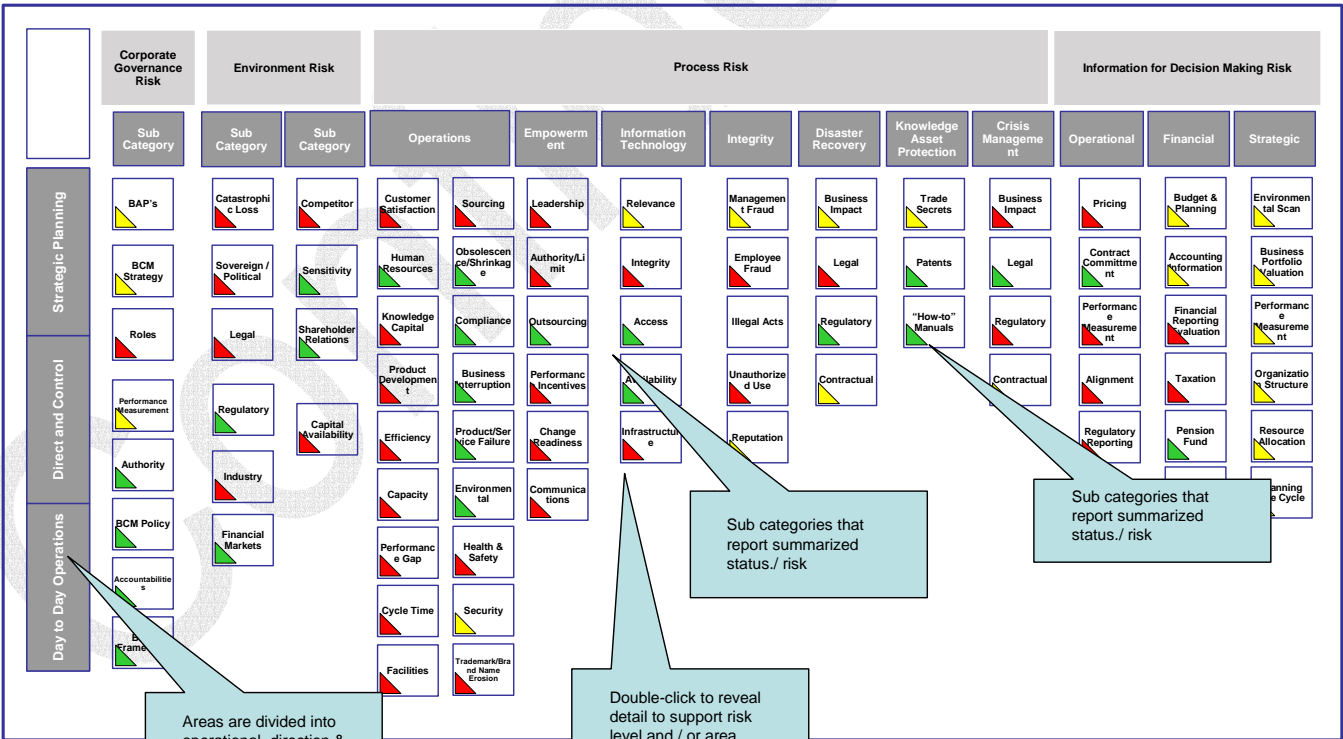 Corporate
Governance
Risk
Environment Risk
Process Risk
Information for Decision Making Risk
Sub
Category
Sub
Category
Sub
Category
Operations
Empowerm
ent
Information
Technology
Integrity
Disaster
Recovery
Knowledge
Asset
Protection
Crisis
Manageme
nt
Operational
Financial
Strategic
Strategic Planning
Direct and Control
Day to Day Operations
BAP's
BCM
Strategy
Roles
Performance
Measurement
Authority
BCM Policy
Accountabilitie
s
Frame
Catastrophi
c Loss
Sovereign /
Political
Legal
Regulatory
Industry
Financial
Markets
Competitor
Sensitivity
Shareholder
Relations
Capital
Availability
Customer
Satisfaction
Human
Resources
Knowledge
Capital
Product
Developmen
t
Efficiency
Capacity
Performanc
e Gap
Cycle Time
Facilities
Sourcing
Obsolescen
ce/Shrinkag
e
Compliance
Business
Interruption
Product/Ser
vice Failure
Environmen
tal
Health &
Safety
Security
Trademark/Bra
nd Name
Erosion
Leadership
Authority/Li
mit
Outsourcing
Performanc
e Incentives
Change
Readiness
Communica
tions
Relevance
Integrity
Access
Availability
Infrastructur
e
Managemen
t Fraud
Employee
Fraud
Illegal Acts
Unauthorize
d Use
Reputation
Business
Impact
Legal
Regulatory
Contractual
Trade
Secrets
Patents
“How-to”
Manuals
Business
Impact
Legal
Regulatory
Contractual
Pricing
Contract
Committme
nt
Performanc
e
Measureme
nt
Alignment
Regulatory
Reporting
Budget &
Planning
Accounting
Information
Financial
Reporting
Evaluation
Taxation
Pension
Fund
Environmen
tal Scan
Business
Portfolio
Valuation
Performanc
e
Measureme
nt
Organizatio
n Structure
Resource
Allocation
Cycle
Sub categories that
report summarized
status./ risk
Sub categories that
report summarized
status./ risk
Areas are divided into
operational, direction &
Double-click to reveal
detail to support risk
level and / or area